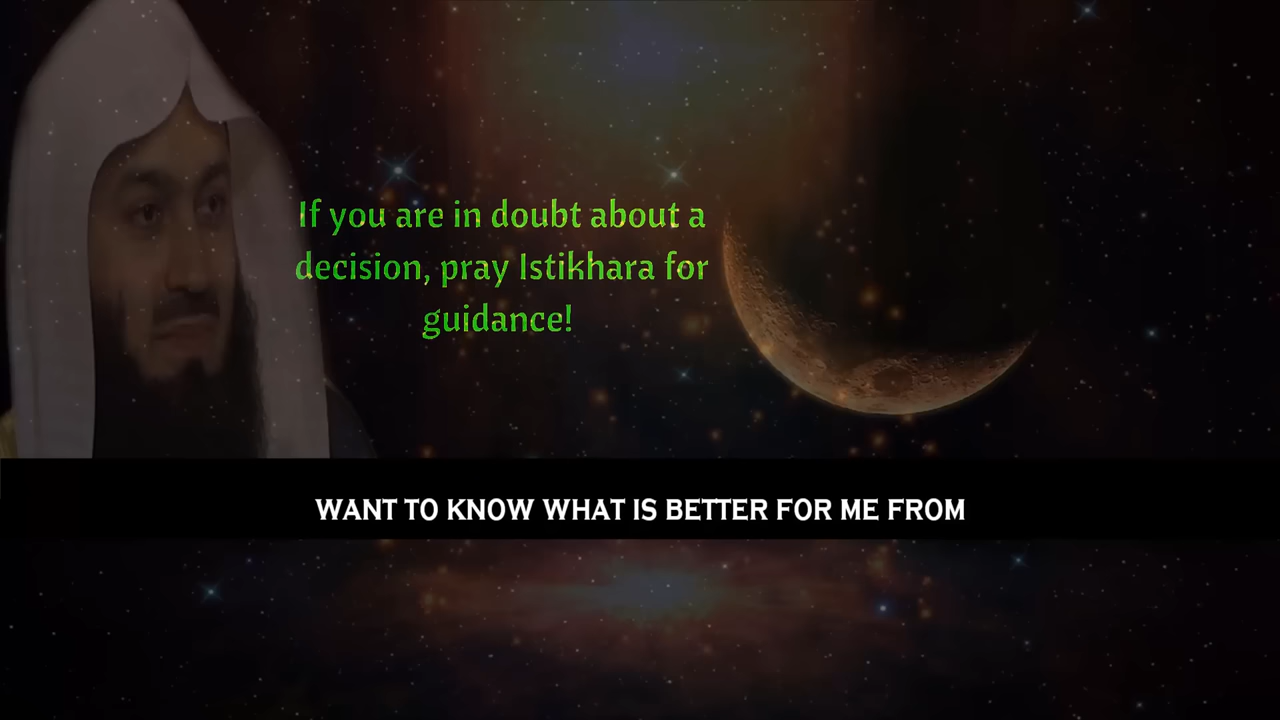 If you are in doubt about a
decision, pray Istikhara for
guidance!
WANT TO KNOW WHAT IS BETTER FOR ME FROM